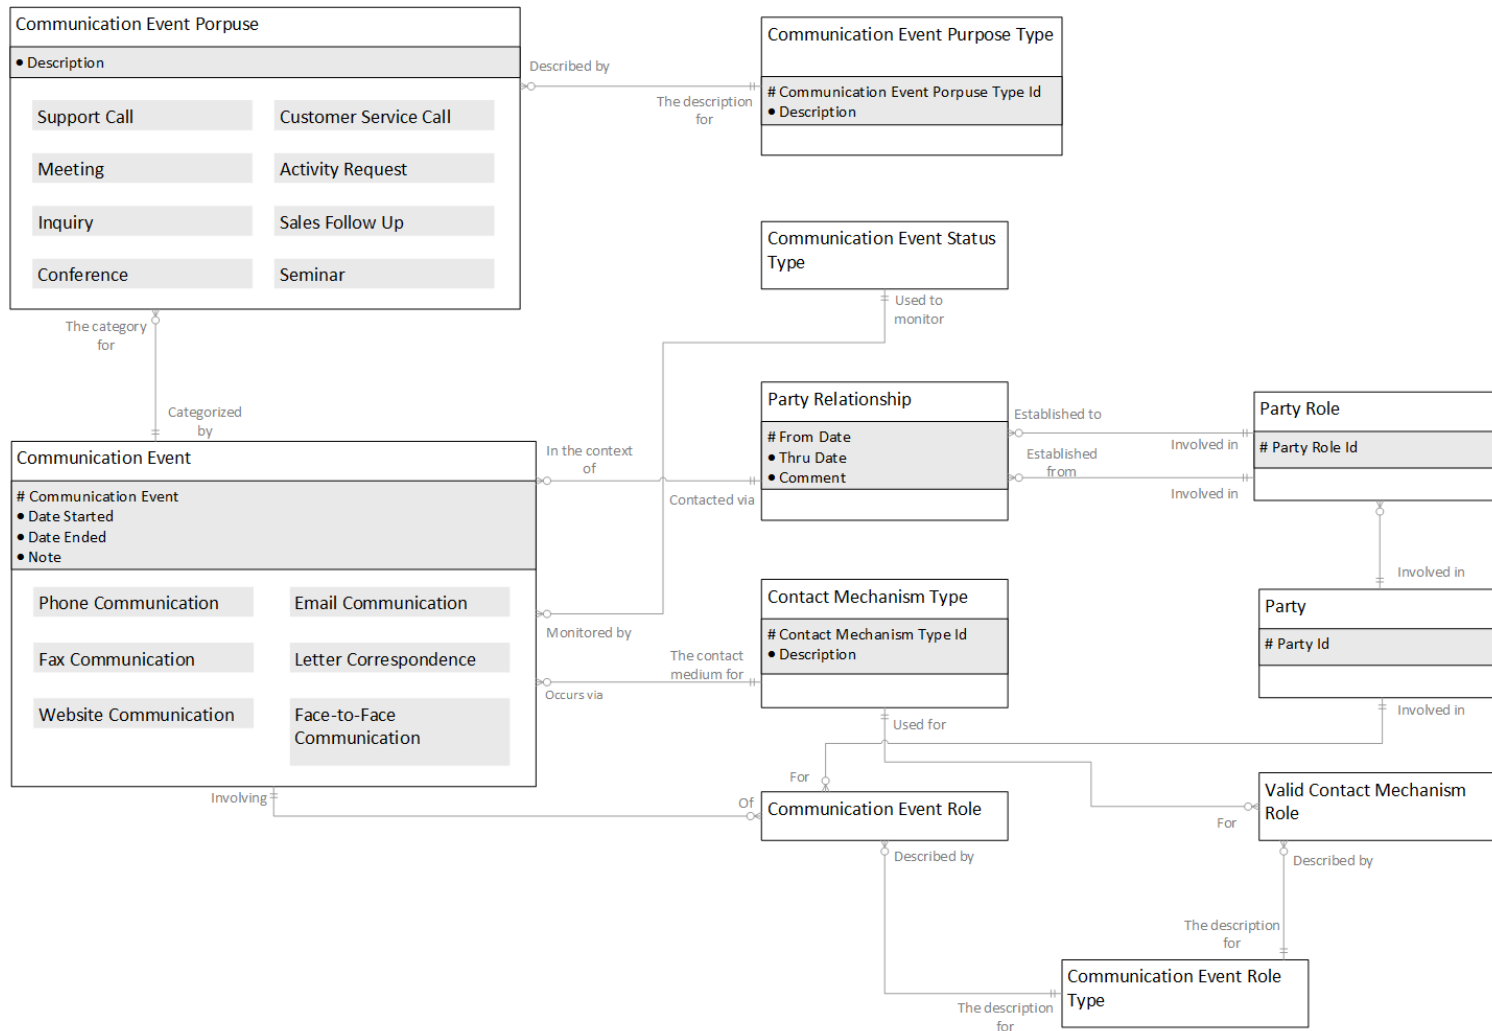 Communication Event Porpuse
• Description
Support Call
Customer Service Call
Meeting
Activity Request
Inquiry
Sales Follow Up
Conference
Seminar
Described by
The description
for
Communication Event Purpose Type
# Communication Event Porpuse Type Id
• Description
Communication Event Status
Type
Used to
monitor
The category
for
Categorized
by
Communication Event
# Communication Event
• Date Started
• Date Ended
• Note
Phone Communication
Email Communication
Fax Communication
Letter Correspondence
Website Communication
Face-to-Face
Communication
In the context
of
Contacted via
Party Relationship
# From Date
• Thru Date
• Comment
Established to
Involved in
Established
from
Involved in
Party Role
# Party Role Id
Involved in
Party
# Party Id
Involved in
Monitored by
The contact
medium for
Occurs via
Contact Mechanism Type
# Contact Mechanism Type Id
• Description
Used for
Involving
Of
For
Communication Event Role
For
Valid Contact Mechanism
Role
Described by
Described by
The description
for
Communication Event Role
Type
The description
for